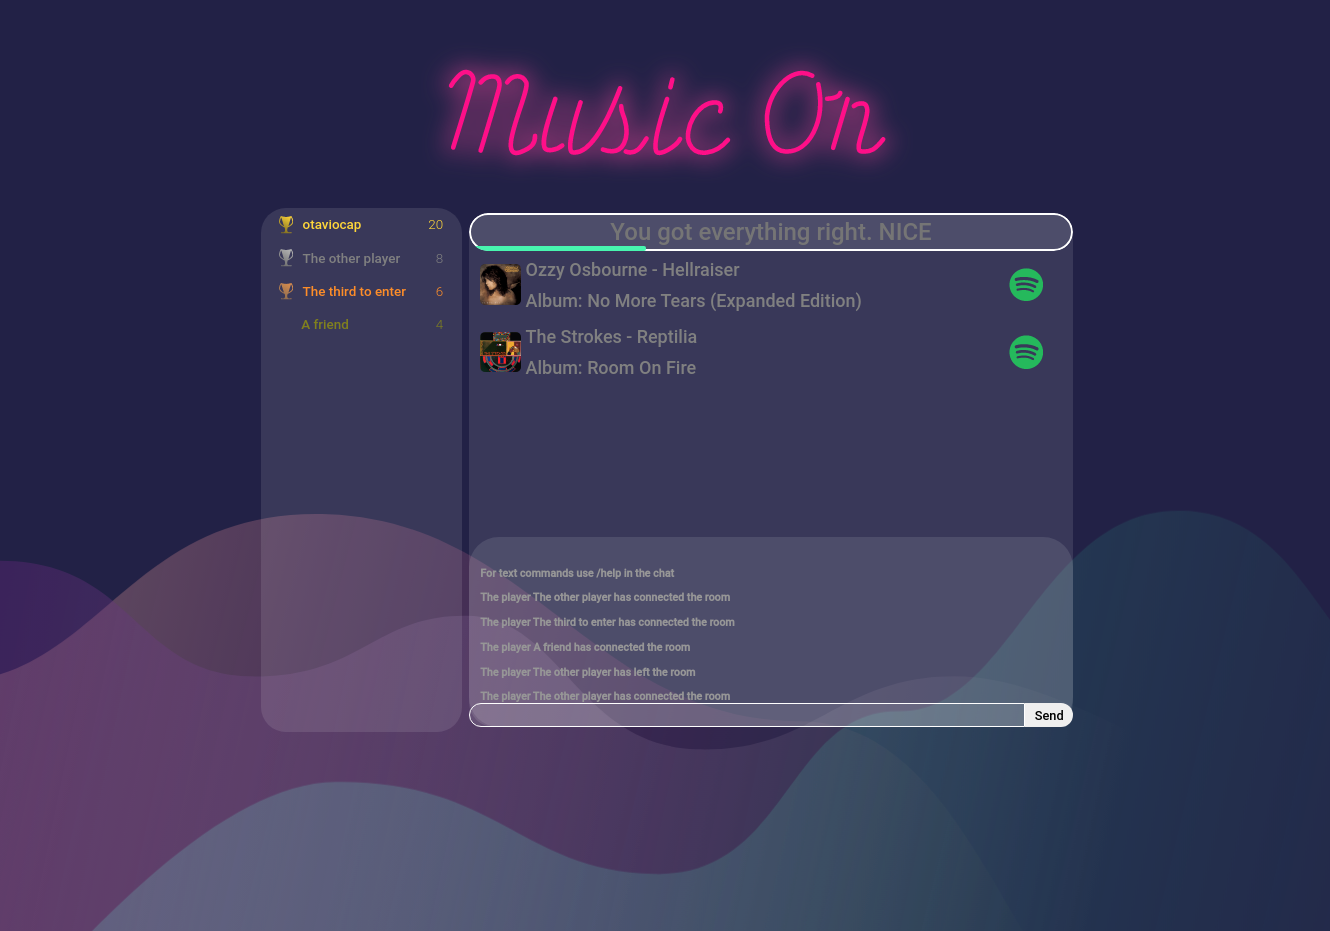 Music On
otaviocap 20
The other player 8
The third to enter 6
A friend 4
You got everything right. NICE
Ozzy Osbourne - Hellraiser
Album: No More Tears (Expanded Edition)
The Strokes - Reptilia
Album: Room On Fire
For text commands use /help in the chat
The player The other player has connected the room
The player The third to enter has connected the room
The player A friend has connected the room
The player The other player has left the room
The player The other player has connected the room
Send